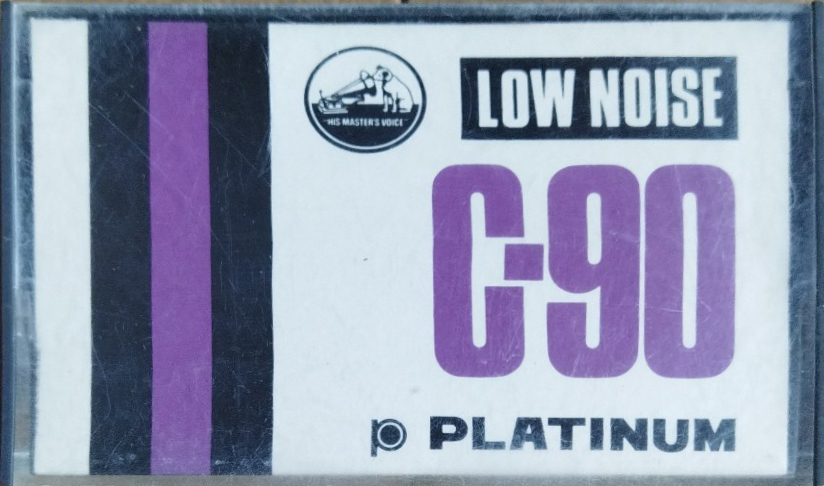 "HIS MASTER'S VOICE"
LOW NOISE
C-90
p PLATINUM